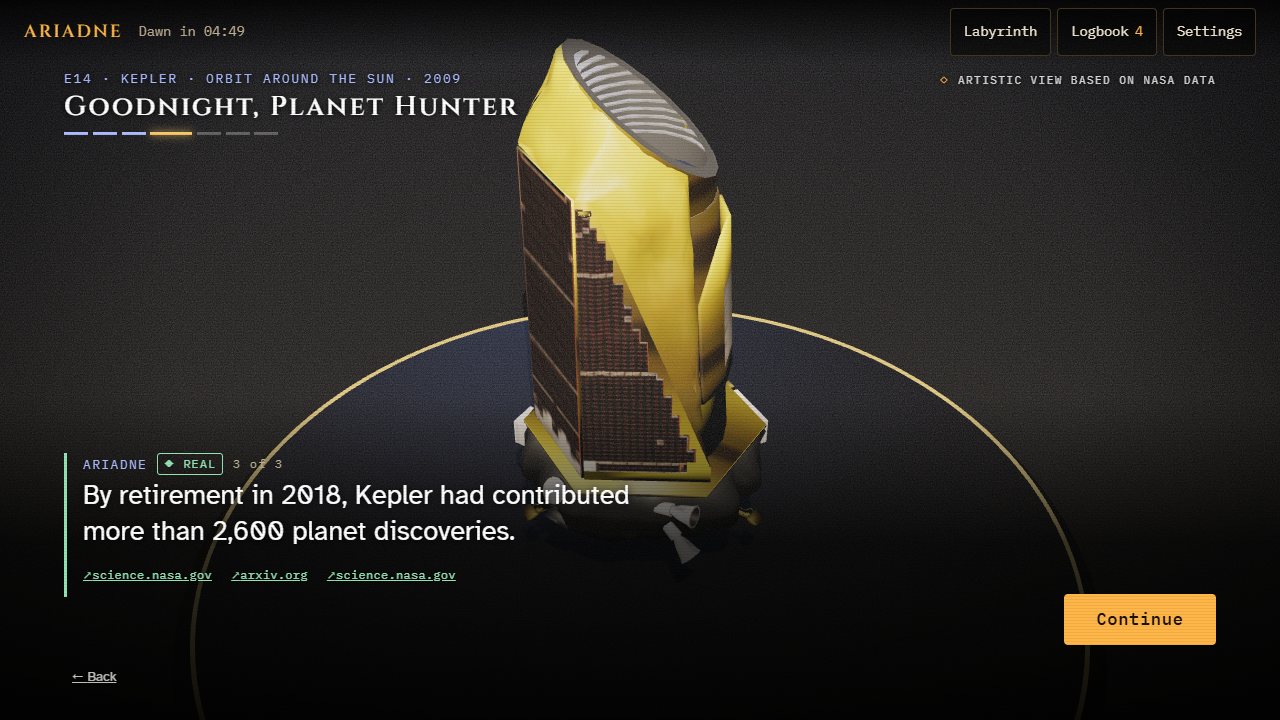 ARIADNE Dawn in 04:49 Labyrinth Logbook 4 Settings
E14 · KEPLER · ORBIT AROUND THE SUN · 2009
◇ ARTISTIC VIEW BASED ON NASA DATA
GOODNIGHT, PLANET HUNTER
ARIADNE ◆ REAL 3 of 3
By retirement in 2018, Kepler had contributed
more than 2,600 planet discoveries.
↗science.nasa.gov ↗arxiv.org ↗science.nasa.gov
Continue
← Back